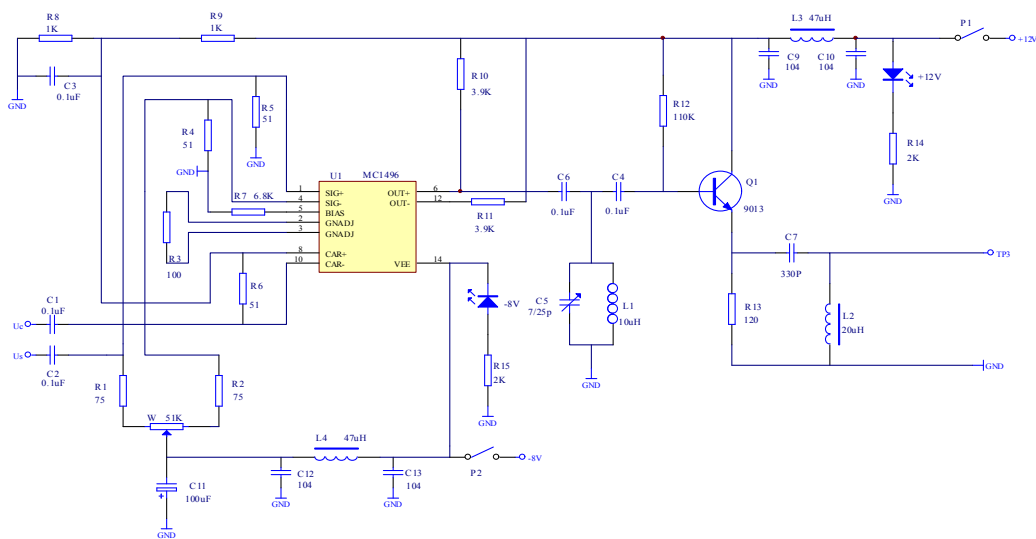 R8
1K
R9
1K
L3 47uH
P1
+12V
C9
104
C10
104
+12V
C3
0.1uF
GND
GND
GND
R10
3.9K
R5
51
R4
51
R12
110K
R14
2K
GND
GND
GND
U1
MC1496
R7 6.8K
1
4
5
2
3
8
10
SIG+
SIG-
BIAS
GNADJ
GNADJ
CAR+
CAR-
OUT+
OUT-
VEE
6
12
14
R11
3.9K
C6
0.1uF
C4
0.1uF
Q1
9013
R3
100
R6
51
C7
330P
TP3
C1
0.1uF
Uc
Us
C2
0.1uF
-8V
C5
7/25p
L1
10uH
R13
120
L2
20uH
GND
R1
75
R2
75
R15
2K
GND
GND
W 51K
L4 47uH
P2
-8V
C12
104
C13
104
C11
100uF
+
GND
GND
GND